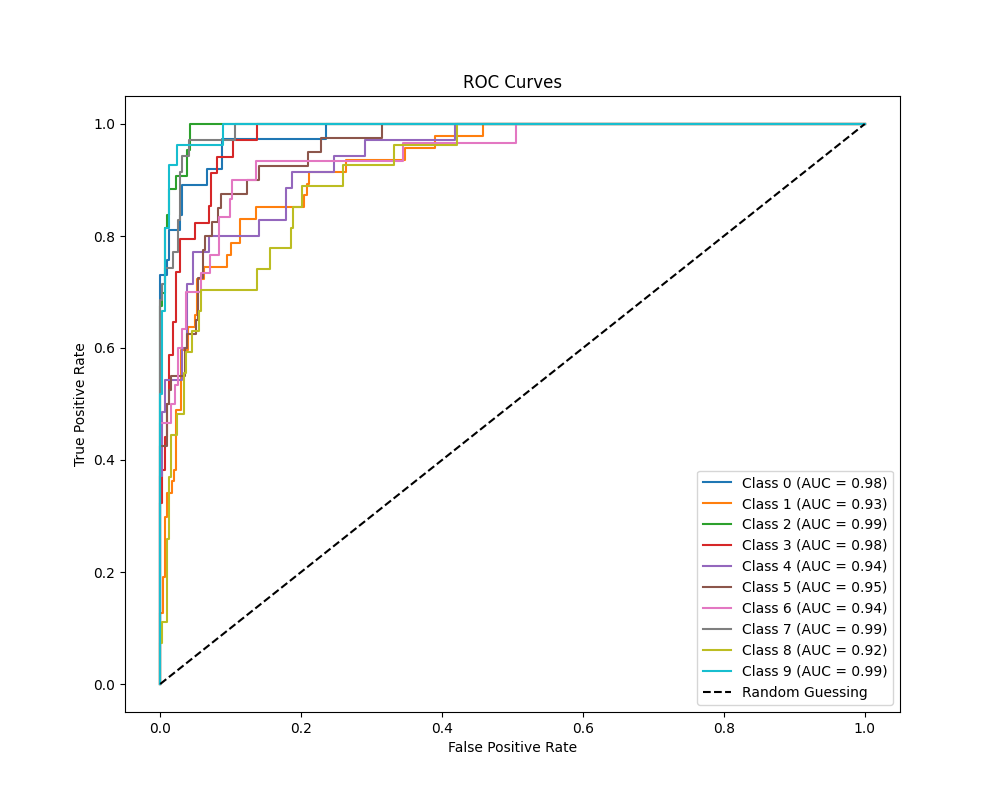 ROC Curves
True Positive Rate
1.0
0.8
0.6
0.4
0.2
0.0
0.0 0.2 0.4 0.6 0.8 1.0
False Positive Rate
Class 0 (AUC = 0.98)
Class 1 (AUC = 0.93)
Class 2 (AUC = 0.99)
Class 3 (AUC = 0.98)
Class 4 (AUC = 0.94)
Class 5 (AUC = 0.95)
Class 6 (AUC = 0.94)
Class 7 (AUC = 0.99)
Class 8 (AUC = 0.92)
Class 9 (AUC = 0.99)
Random Guessing